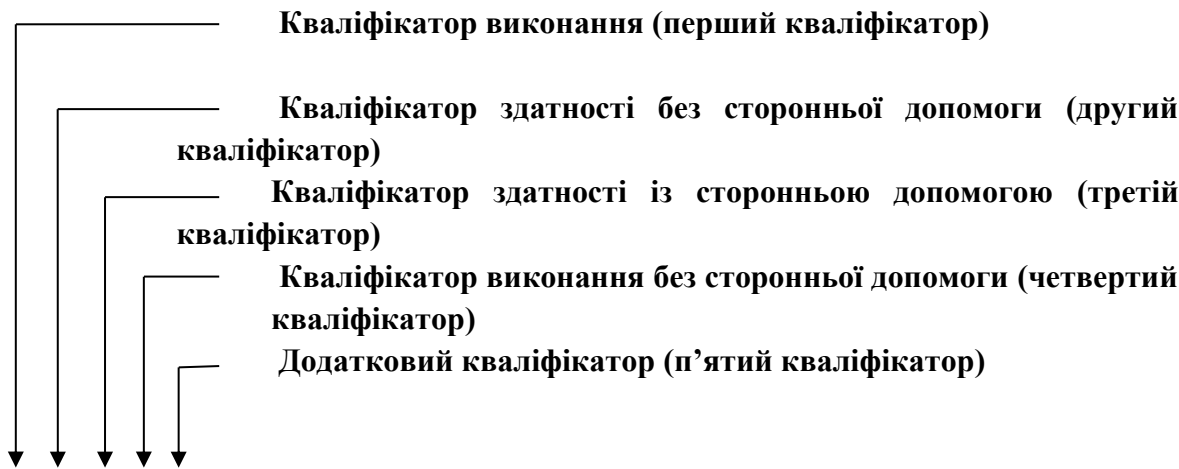 Кваліфікатор виконання (перший кваліфікатор)
Кваліфікатор здатності без сторонньої допомоги (другий
кваліфікатор)
Кваліфікатор здатності із сторонньою допомогою (третій
кваліфікатор)
Кваліфікатор виконання без сторонньої допомоги (четвертий
кваліфікатор)
Додатковий кваліфікатор (п’ятий кваліфікатор)